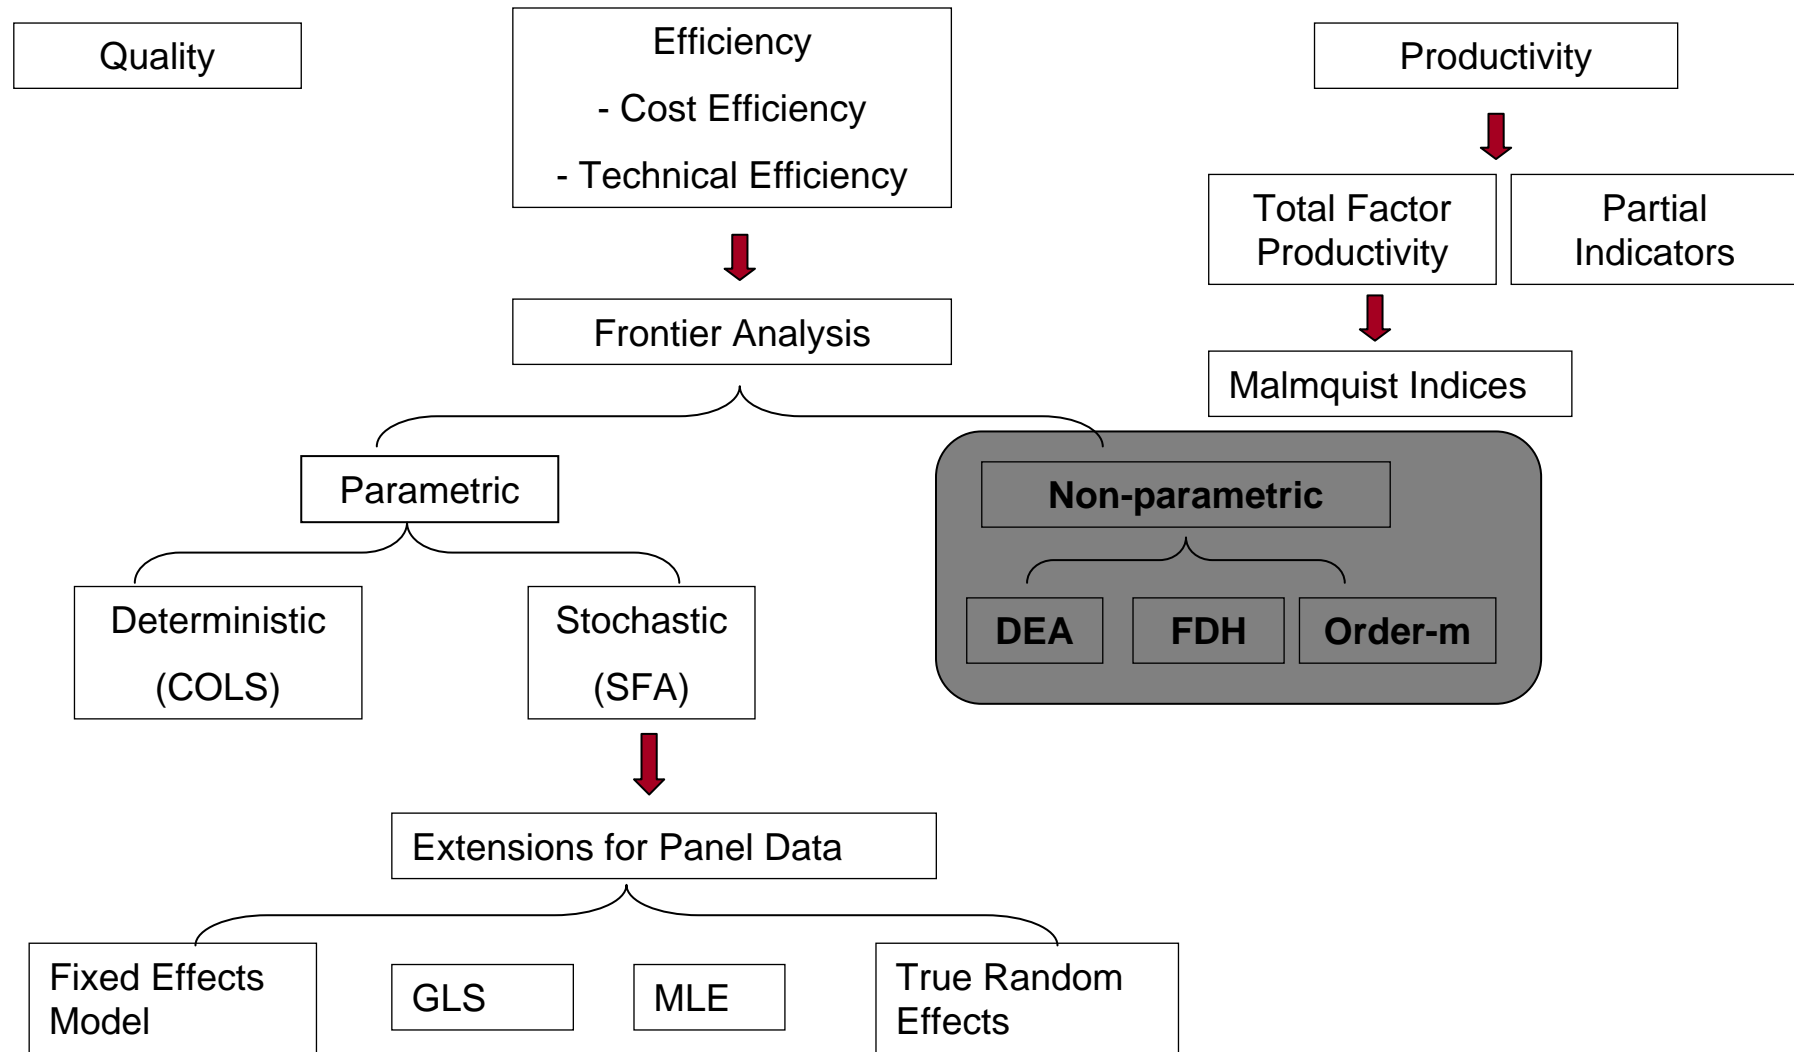 Quality
Efficiency
- Cost Efficiency
- Technical Efficiency
Productivity
Total Factor
Productivity
Partial
Indicators
Frontier Analysis
Malmquist Indices
Parametric
Non-parametric
Deterministic
(COLS)
Stochastic
(SFA)
DEA
FDH
Order-m
Extensions for Panel Data
Fixed Effects
Model
GLS
MLE
True Random
Effects